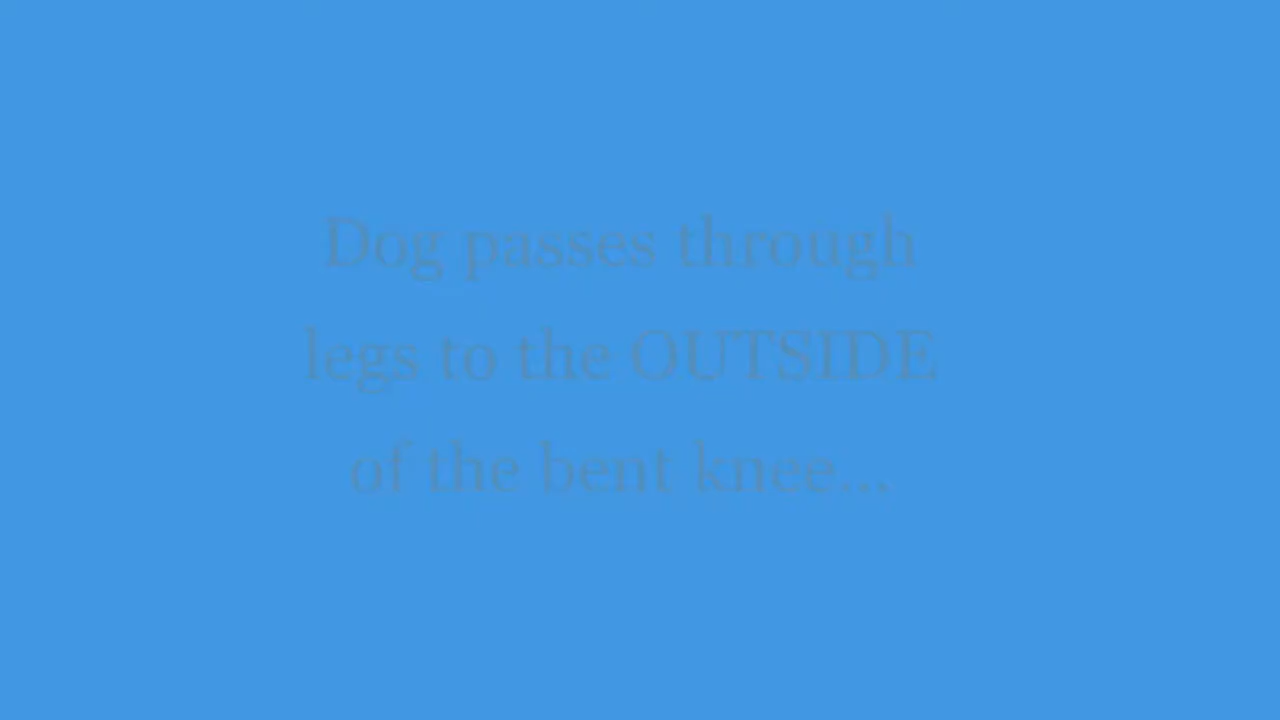 Dog passes through
legs to the OUTSIDE
of the bent knee...